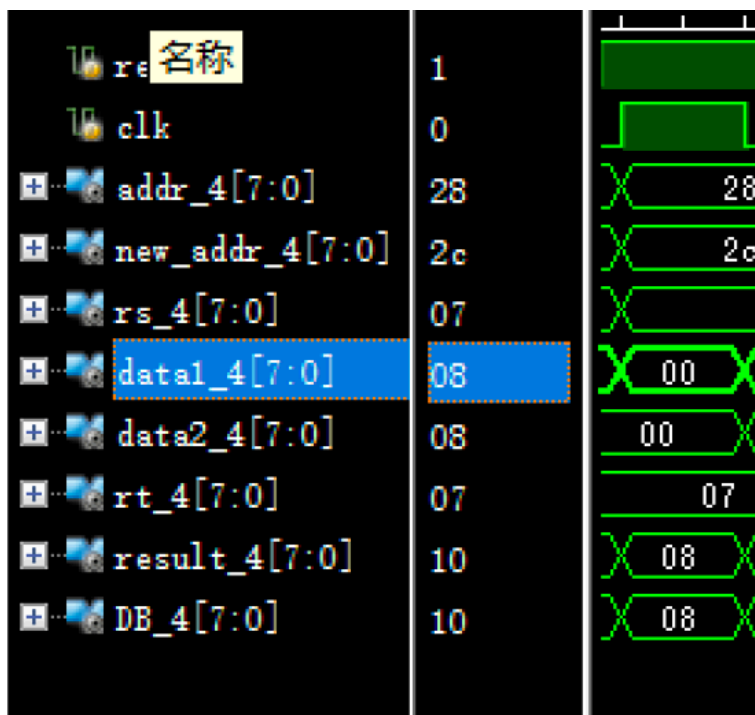 re 名称 1
clk 0
addr_4[7:0] 28 28
new_addr_4[7:0] 2c 2c
rs_4[7:0] 07
data1_4[7:0] 08 00
data2_4[7:0] 08 00
rt_4[7:0] 07 07
result_4[7:0] 10 08
DB_4[7:0] 10 08